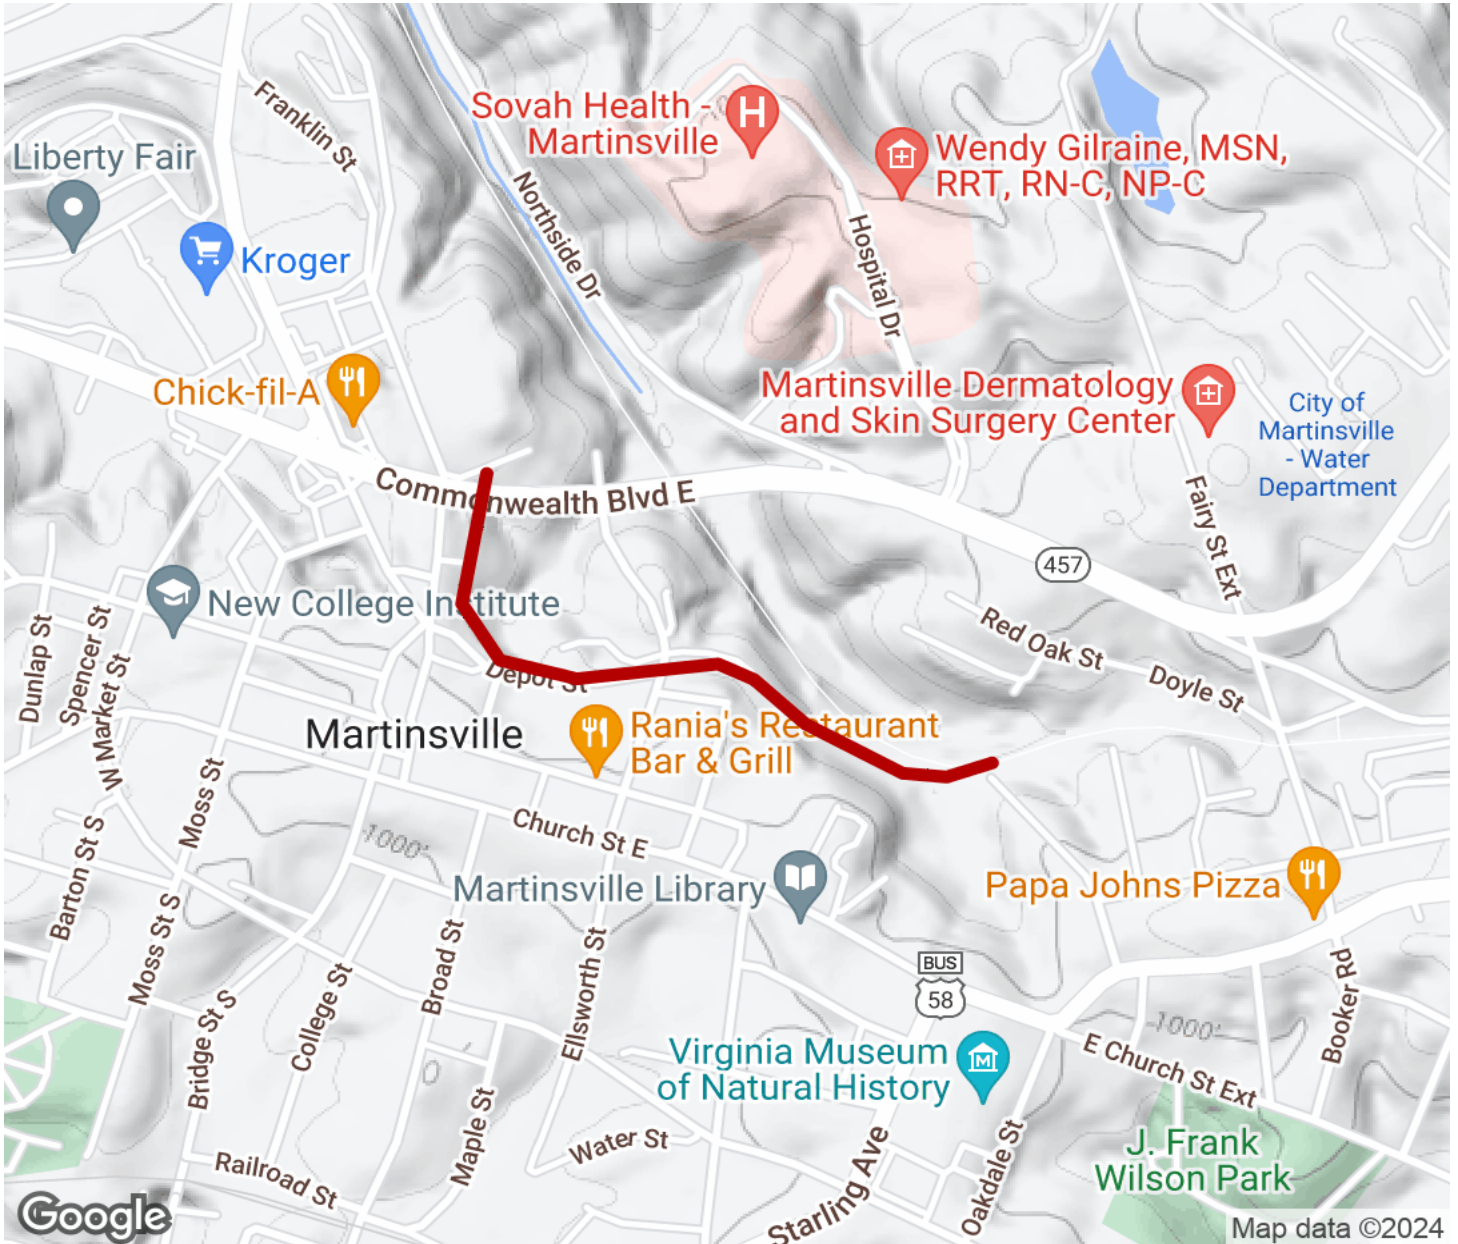 Franklin St
Sovah Health -
Martinsville
Liberty Fair
Wendy Gilraine, MSN,
RRT, RN-C, NP-C
Northside Dr
Hospital Dr
Kroger
Chick-fil-A
Martinsville Dermatology
and Skin Surgery Center
City of
Martinsville
- Water
Department
Commonwealth Blvd E
Fairy St Ext
457
New College Institute
Dunlap St
Spencer St
W Market St
Red Oak St
Doyle St
Depot St
Martinsville
Rania's Restaurant
Bar & Grill
Moss St
Church St E
1000'
Barton St S
Martinsville Library
Papa Johns Pizza
Moss St S
Broad St
Ellsworth St
College St
Bridge St S
BUS
58
Booker Rd
1000'
E Church St Ext
Virginia Museum
of Natural History
Maple St
Water St
Railroad St
Starling Ave
Oakdale St
J. Frank
Wilson Park
Google
Map data ©2024